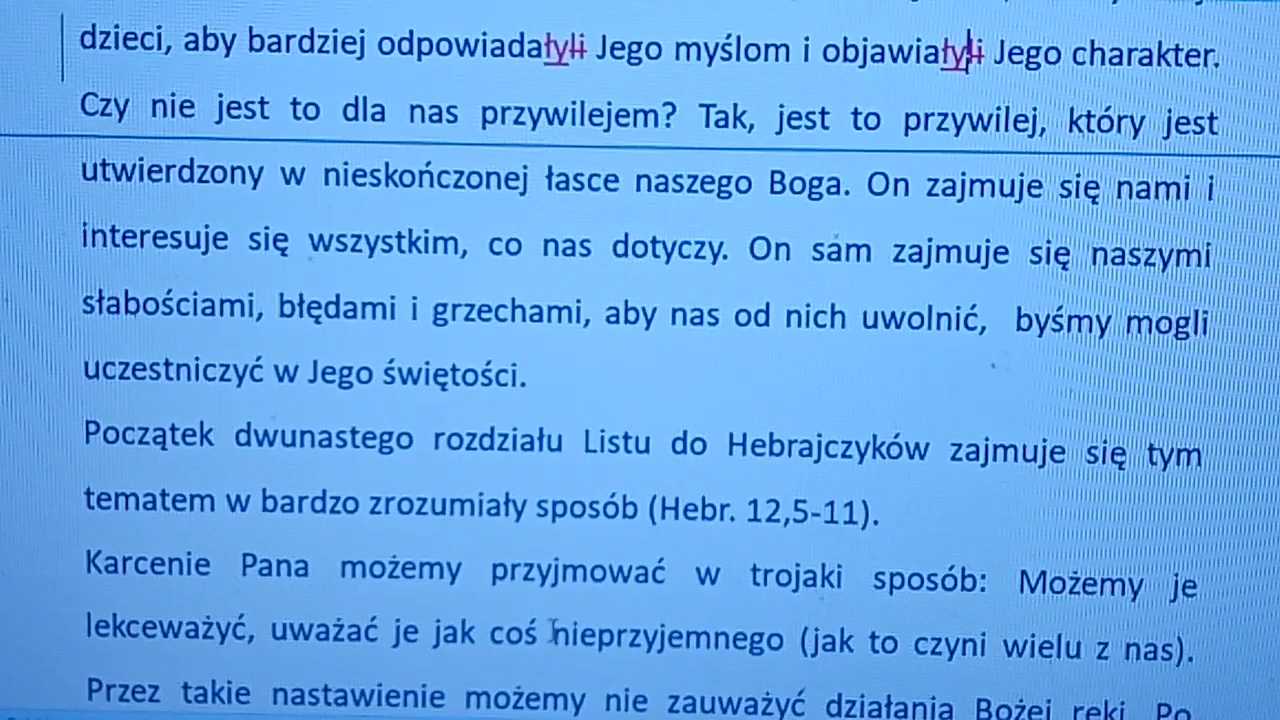 dzieci, aby bardziej odpowiadałyli Jego myślom i objawiałyli Jego charakter.
Czy nie jest to dla nas przywilejem? Tak, jest to przywilej, który jest
utwierdzony w nieskończonej łasce naszego Boga. On zajmuje się nami i
interesuje się wszystkim, co nas dotyczy. On sam zajmuje się naszymi
słabościami, błędami i grzechami, aby nas od nich uwolnić, byśmy mogli
uczestniczyć w Jego świętości.
Początek dwunastego rozdziału Listu do Hebrajczyków zajmuje się tym
tematem w bardzo zrozumiały sposób (Hebr. 12,5-11).
Karcenie Pana możemy przyjmować w trojaki sposób: Możemy je
lekceważyć, uważać je jak coś nieprzyjemnego (jak to czyni wielu z nas).
Przez takie nastawienie możemy nie zauważyć działania Bożej ręki. Po